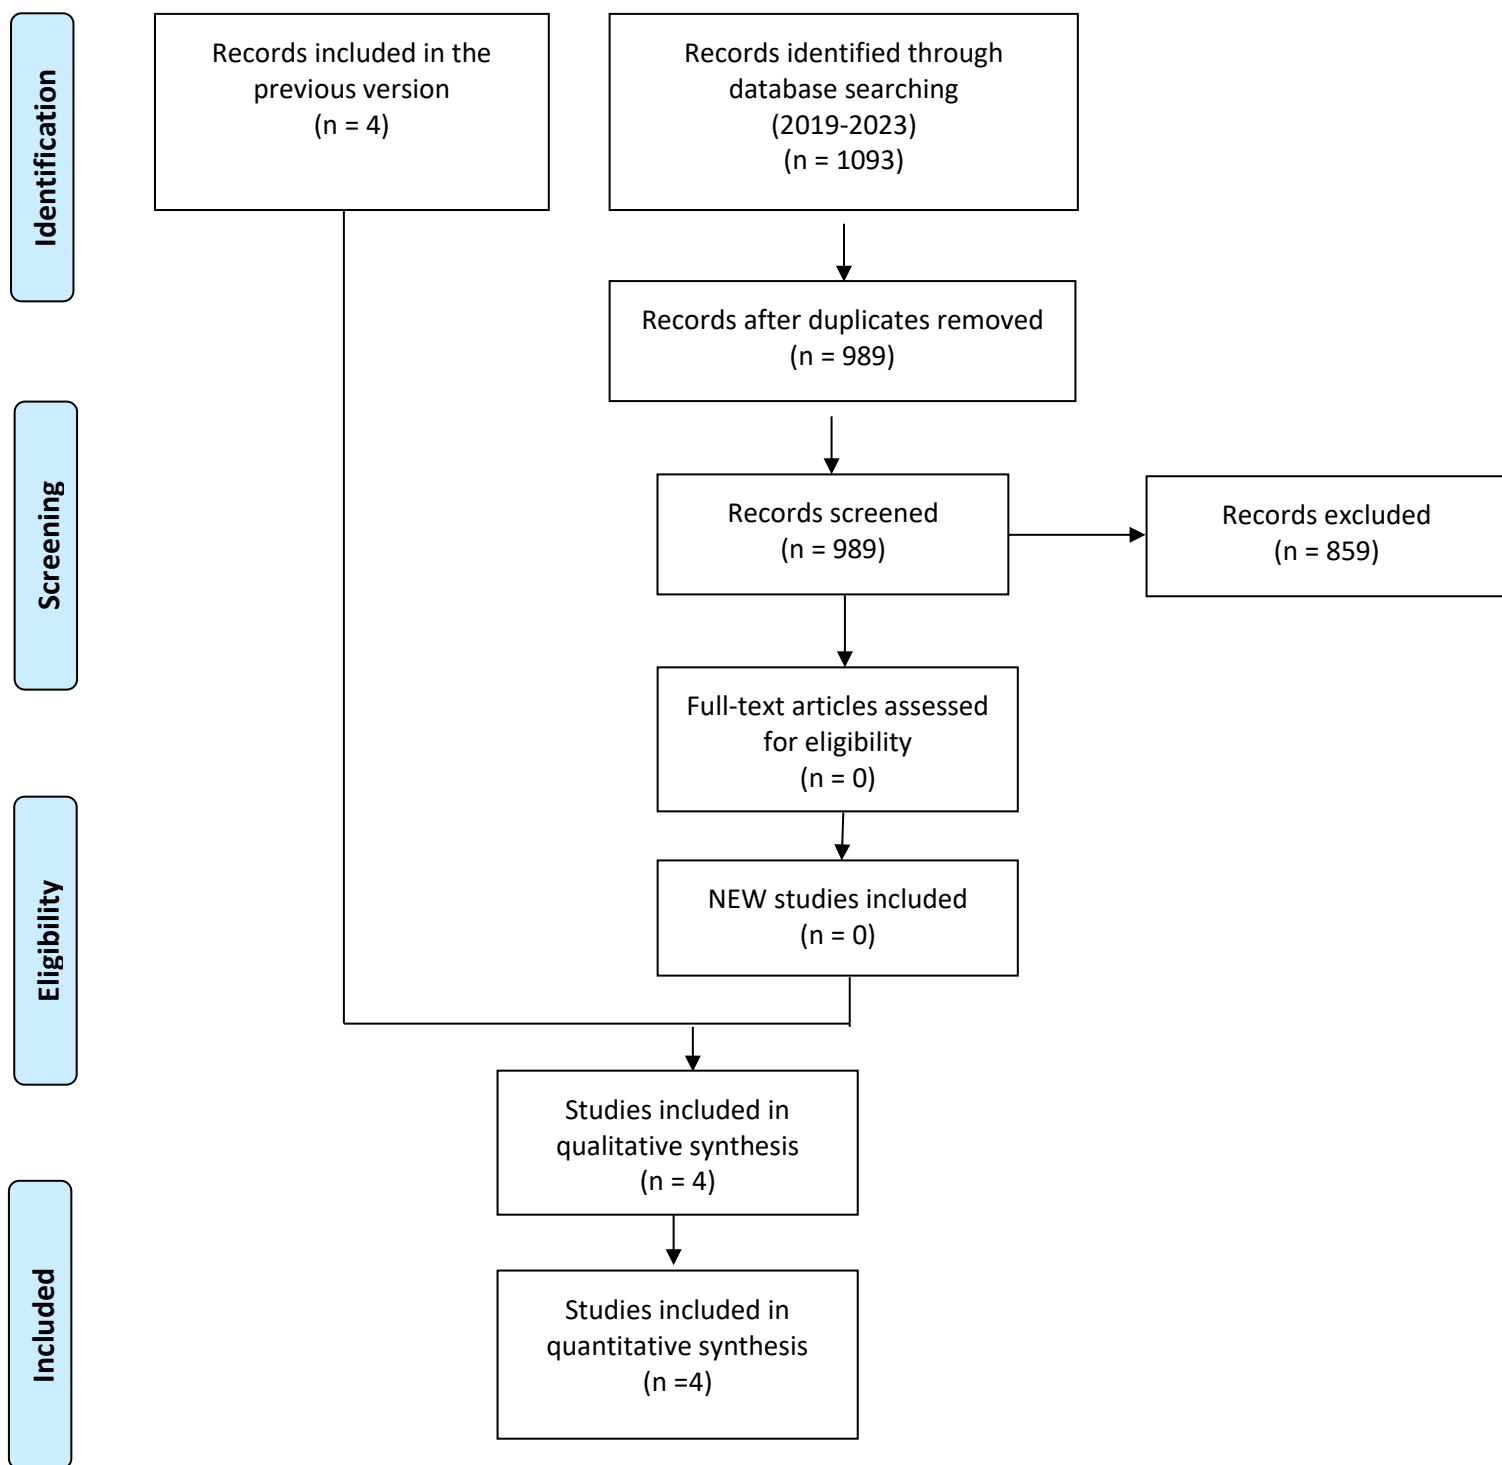 Identification
Records included in the
previous version
(n = 4)
Records identified through
database searching
(2019-2023)
(n = 1093)
Records after duplicates removed
(n = 989)
Screening
Records screened
(n = 989)
Records excluded
(n = 859)
Full-text articles assessed
for eligibility
(n = 0)
Eligibility
NEW studies included
(n = 0)
Studies included in
qualitative synthesis
(n = 4)
Included
Studies included in
quantitative synthesis
(n =4)